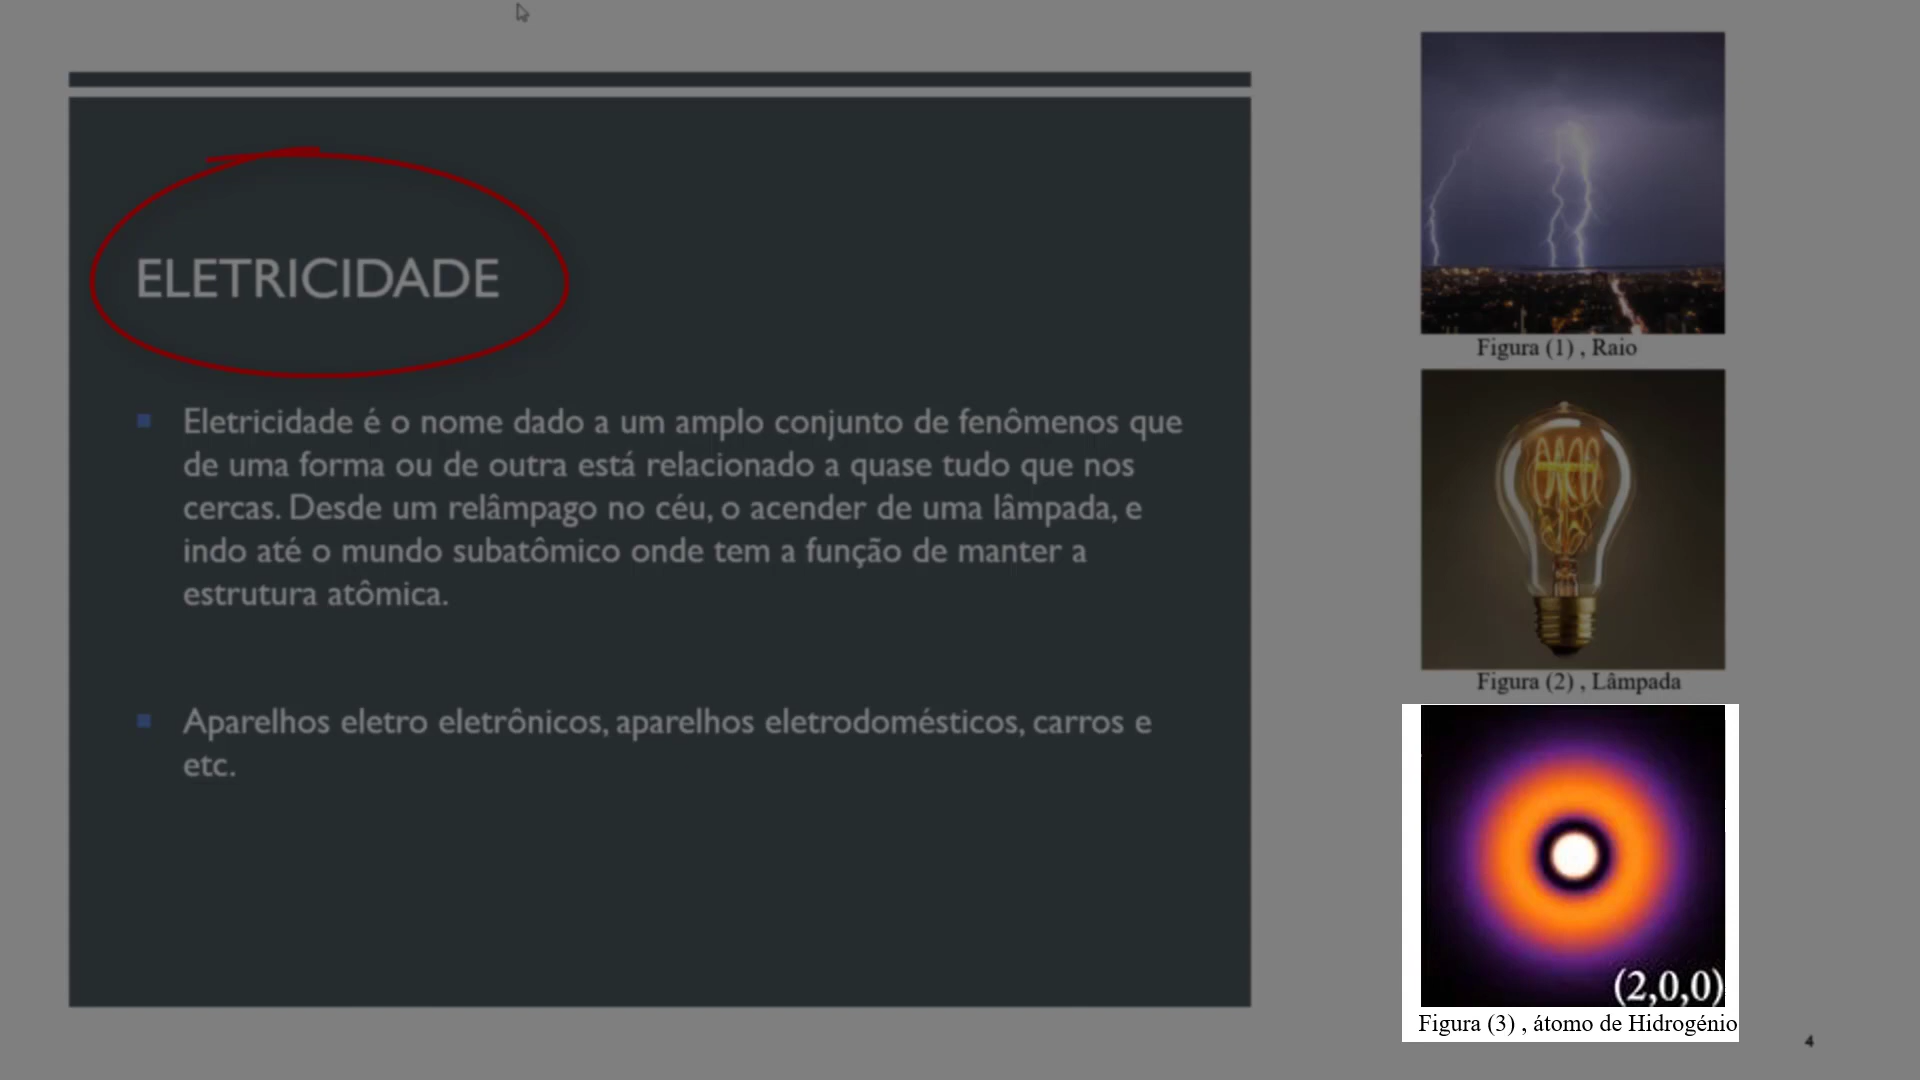 ELETRICIDADE
Eletricidade é o nome dado a um amplo conjunto de fenômenos que
de uma forma ou de outra está relacionado a quase tudo que nos
cercas. Desde um relâmpago no céu, o acender de uma lâmpada, e
indo até o mundo subatômico onde tem a função de manter a
estrutura atômica.
Aparelhos eletro eletrônicos, aparelhos eletrodomésticos, carros e
etc.
Figura (1) , Raio
Figura (2) , Lâmpada
(2,0,0)
Figura (3) , átomo de Hidrogénio
4